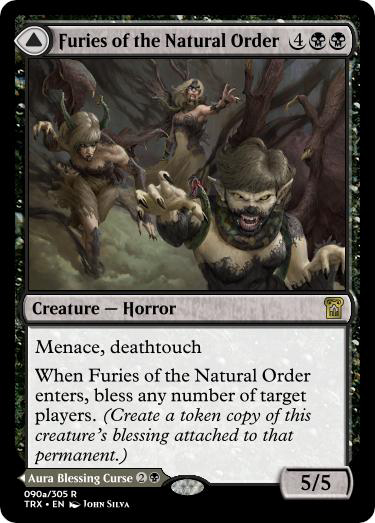 Furies of the Natural Order 4
Creature — Horror
Menace, deathtouch
When Furies of the Natural Order
enters, bless any number of target
players. (Create a token copy of this
creature's blessing attached to that
permanent.)
Aura Blessing Curse 2
5/5
090a/305 R
TRX • EN John Silva